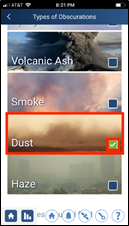 8:21 PM
Types of Obscurations
Volcanic Ash
Smoke
Dust
Haze